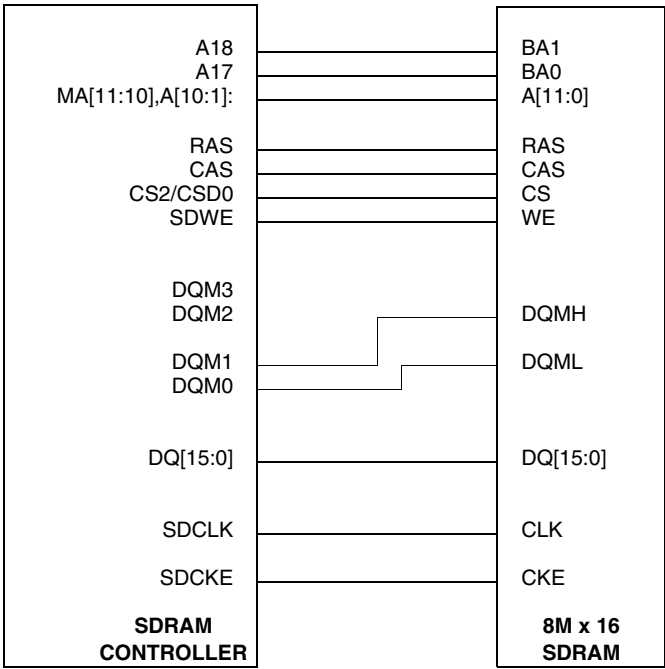 A18 BA1
A17 BA0
MA[11:10],A[10:1]: A[11:0]
RAS RAS
CAS CAS
CS2/CSD0 CS
SDWE WE
DQM3
DQM2 DQMH
DQM1 DQML
DQM0
DQ[15:0] DQ[15:0]
SDCLK CLK
SDCKE CKE
SDRAM 8M x 16
CONTROLLER SDRAM